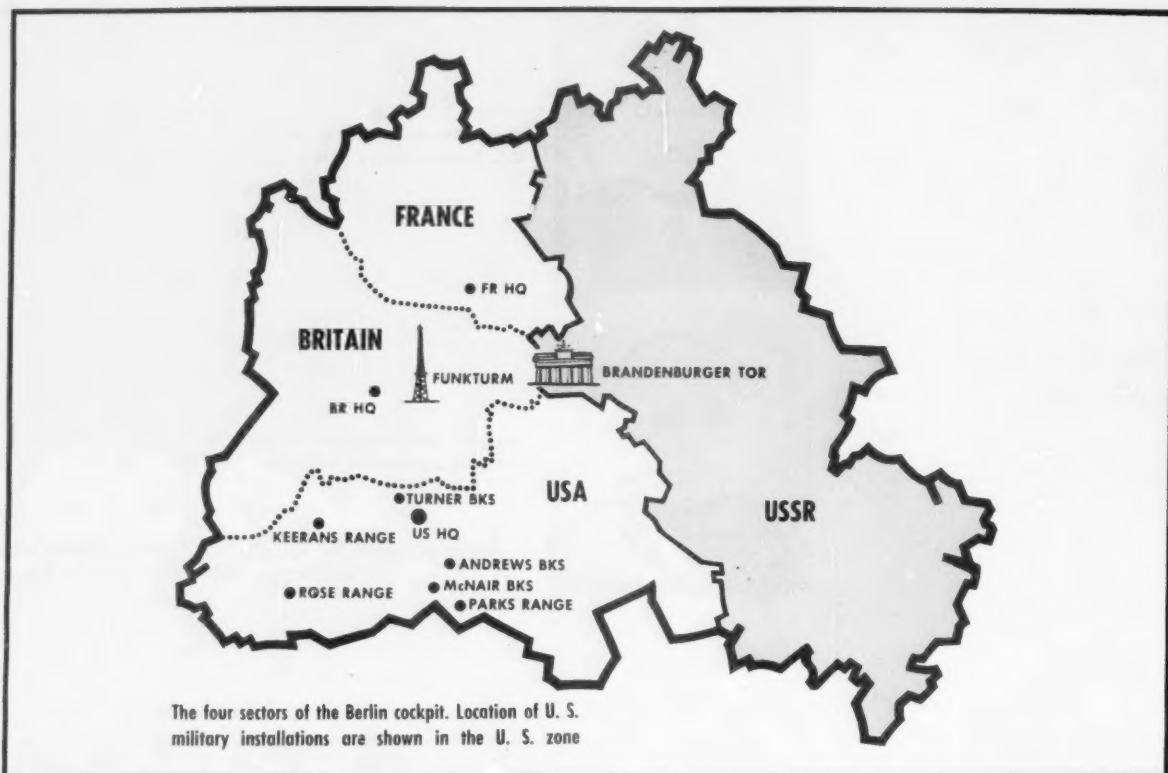 FRANCE
FR HQ
BRITAIN
FUNKTURM
BRANDENBURGER TOR
BR HQ
USA
USSR
TURNER BKS
US HQ
KEERANS RANGE
ANDREWS BKS
McNAIR BKS
ROSE RANGE
PARKS RANGE
The four sectors of the Berlin cockpit. Location of U. S.
military installations are shown in the U. S. zone